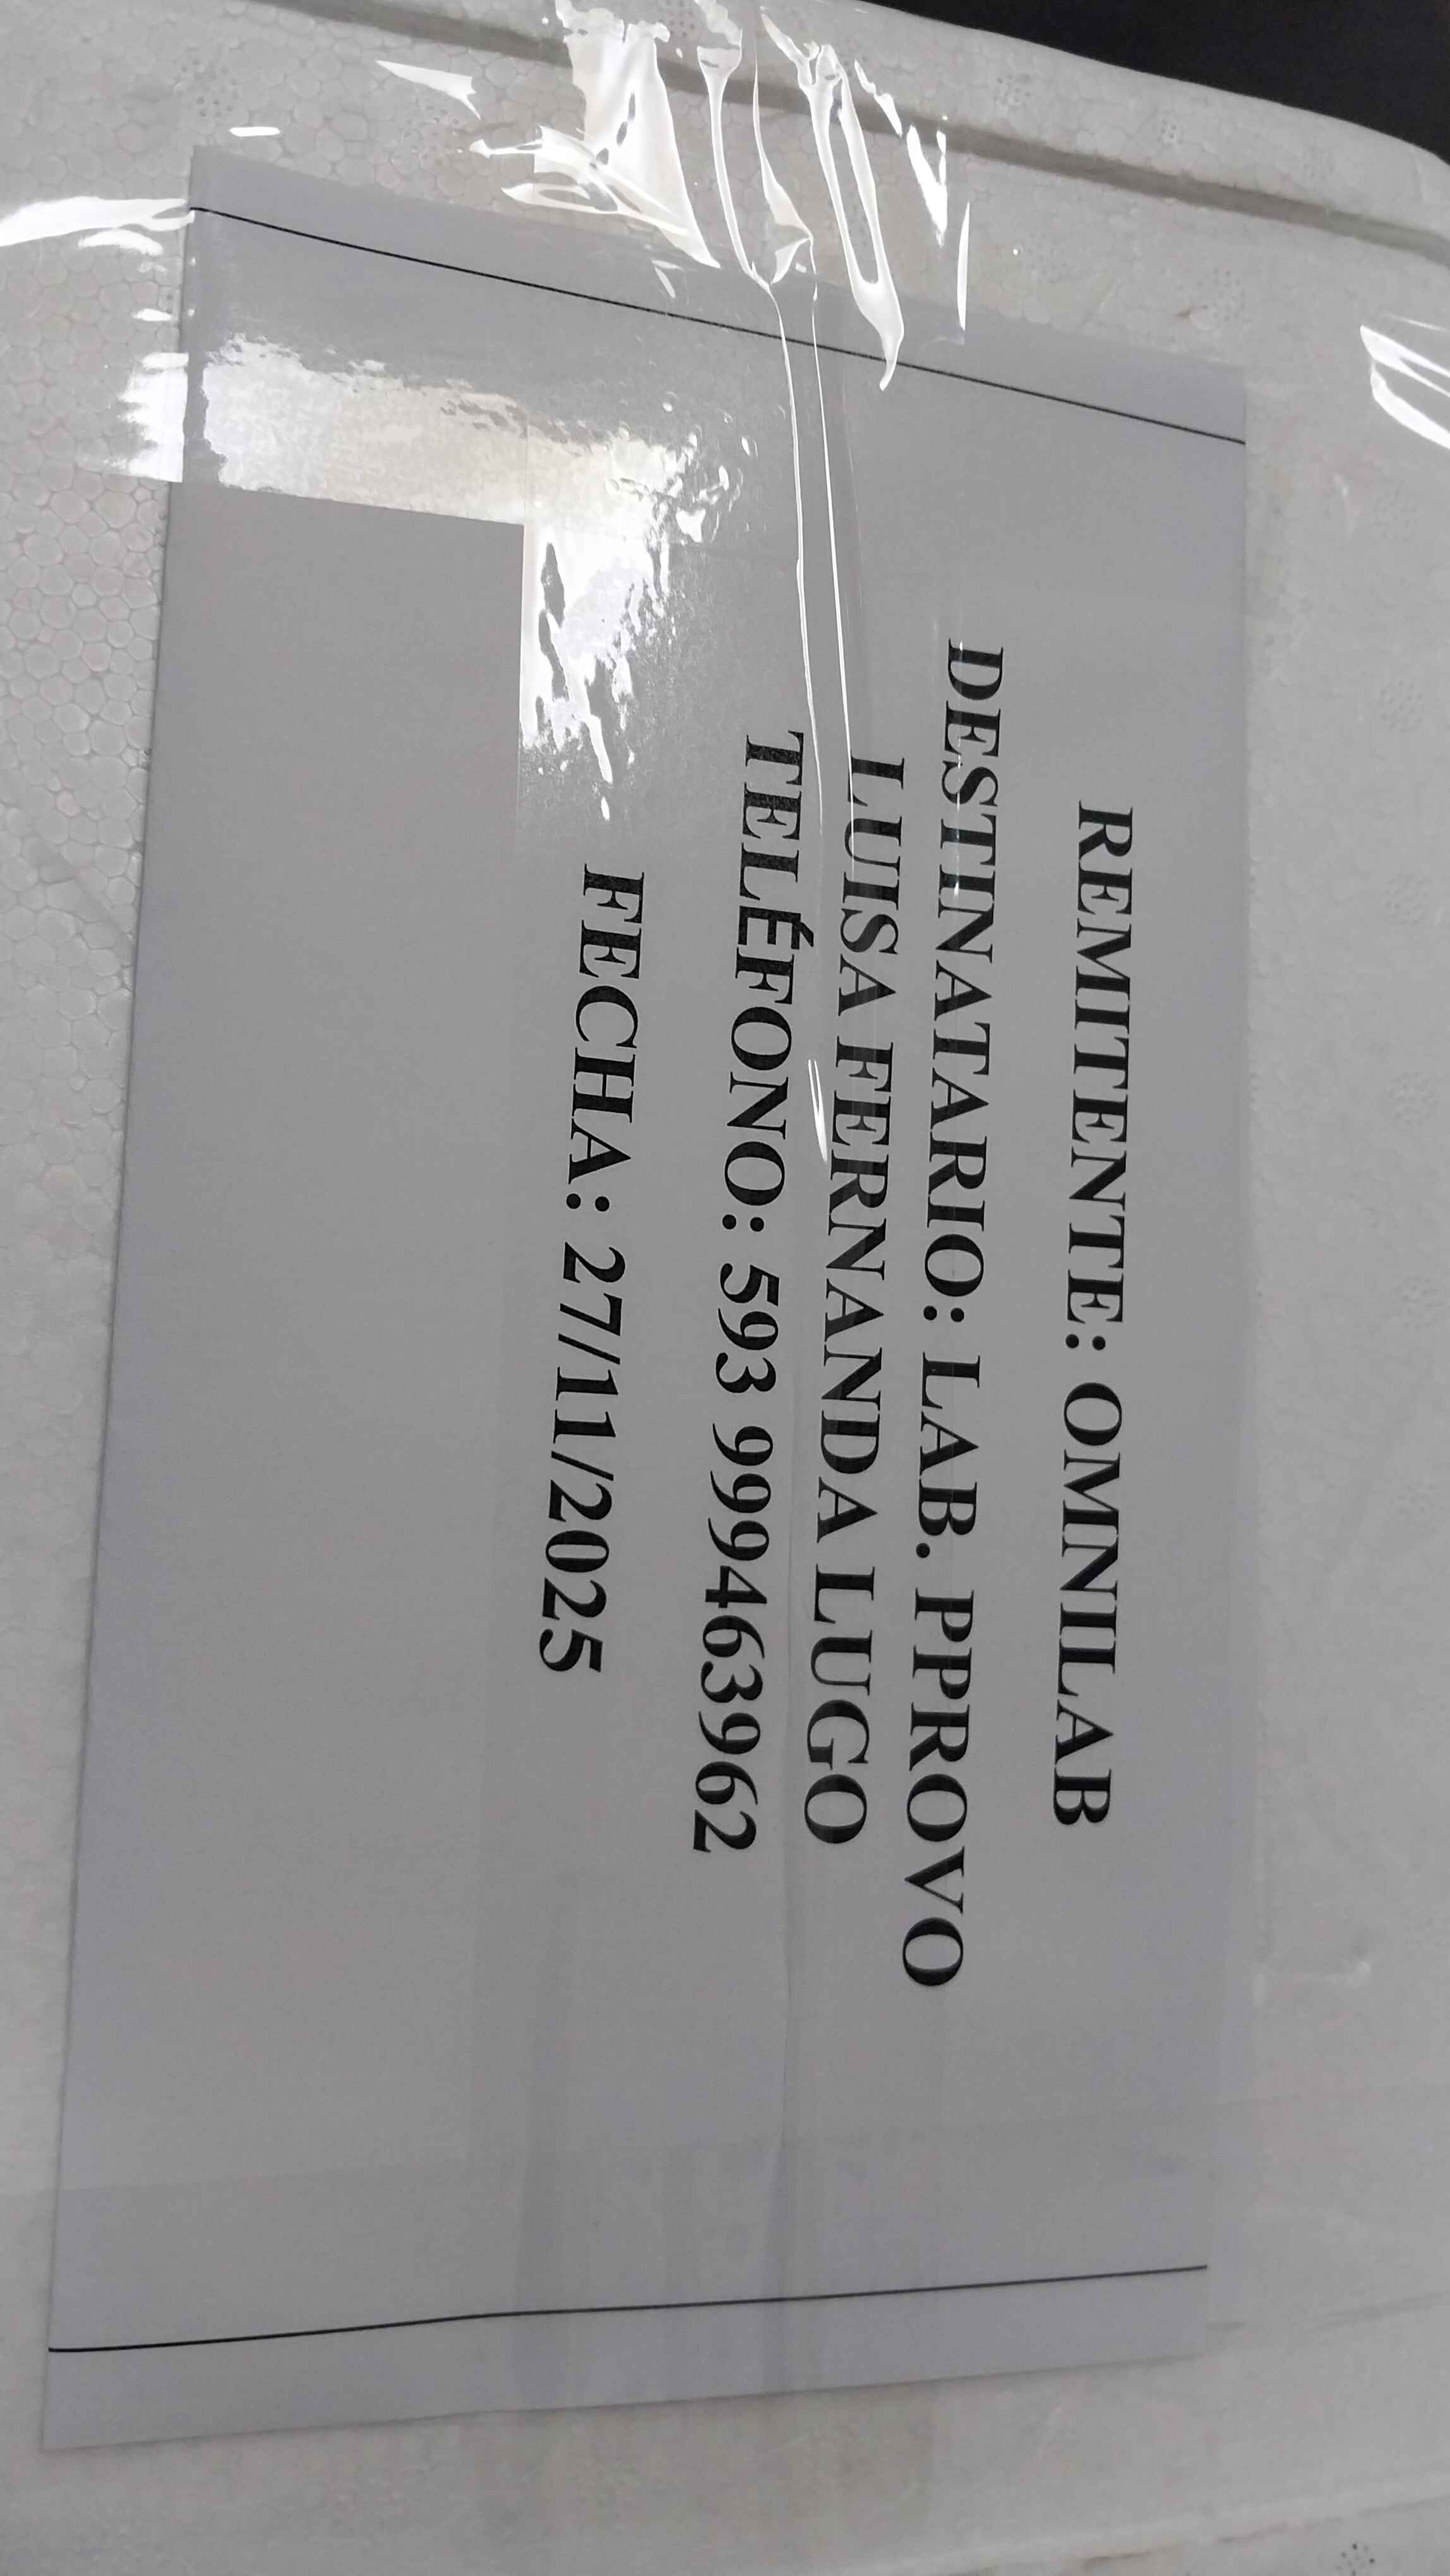 REMITENTE: OMNILAB
DESTINATARIO: LAB. PPROVO
LUISA FERNANDA LUGO
TELÉFONO: 593 999463962
FECHA: 27/11/2025